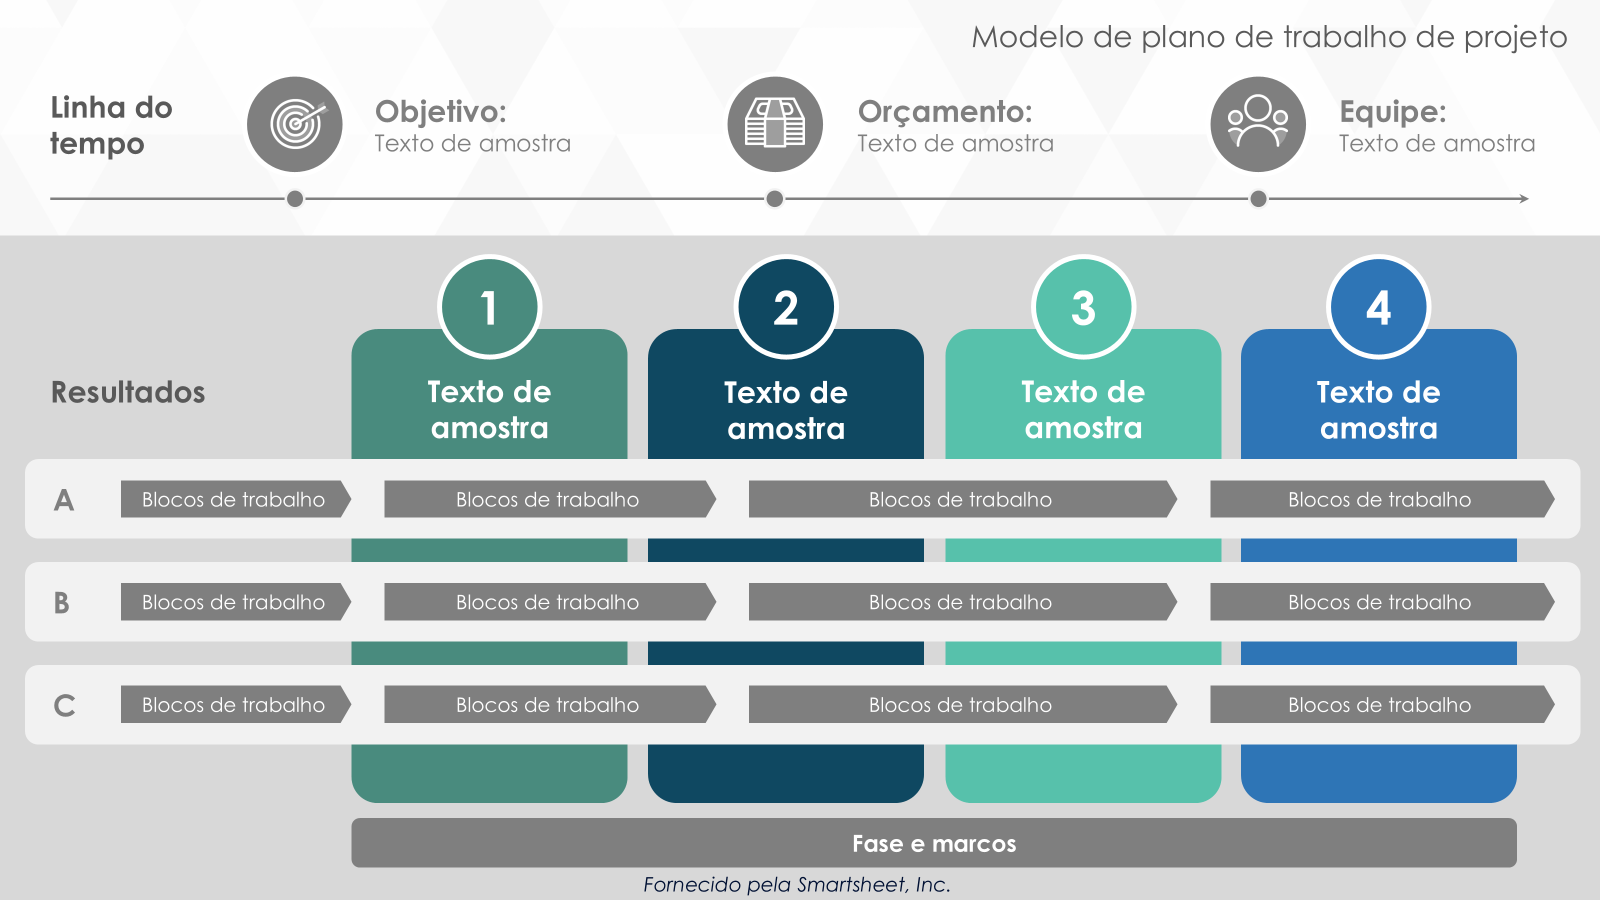 Modelo de plano de trabalho de projeto
Linha do
tempo
Objetivo:
Texto de amostra
Orçamento:
Texto de amostra
Equipe:
Texto de amostra
1
2
3
4
Resultados
Texto de
amostra
Texto de
amostra
Texto de
amostra
Texto de
amostra
A
Blocos de trabalho
Blocos de trabalho
Blocos de trabalho
Blocos de trabalho
B
Blocos de trabalho
Blocos de trabalho
Blocos de trabalho
Blocos de trabalho
C
Blocos de trabalho
Blocos de trabalho
Blocos de trabalho
Blocos de trabalho
Fase e marcos
Fornecido pela Smartsheet, Inc.